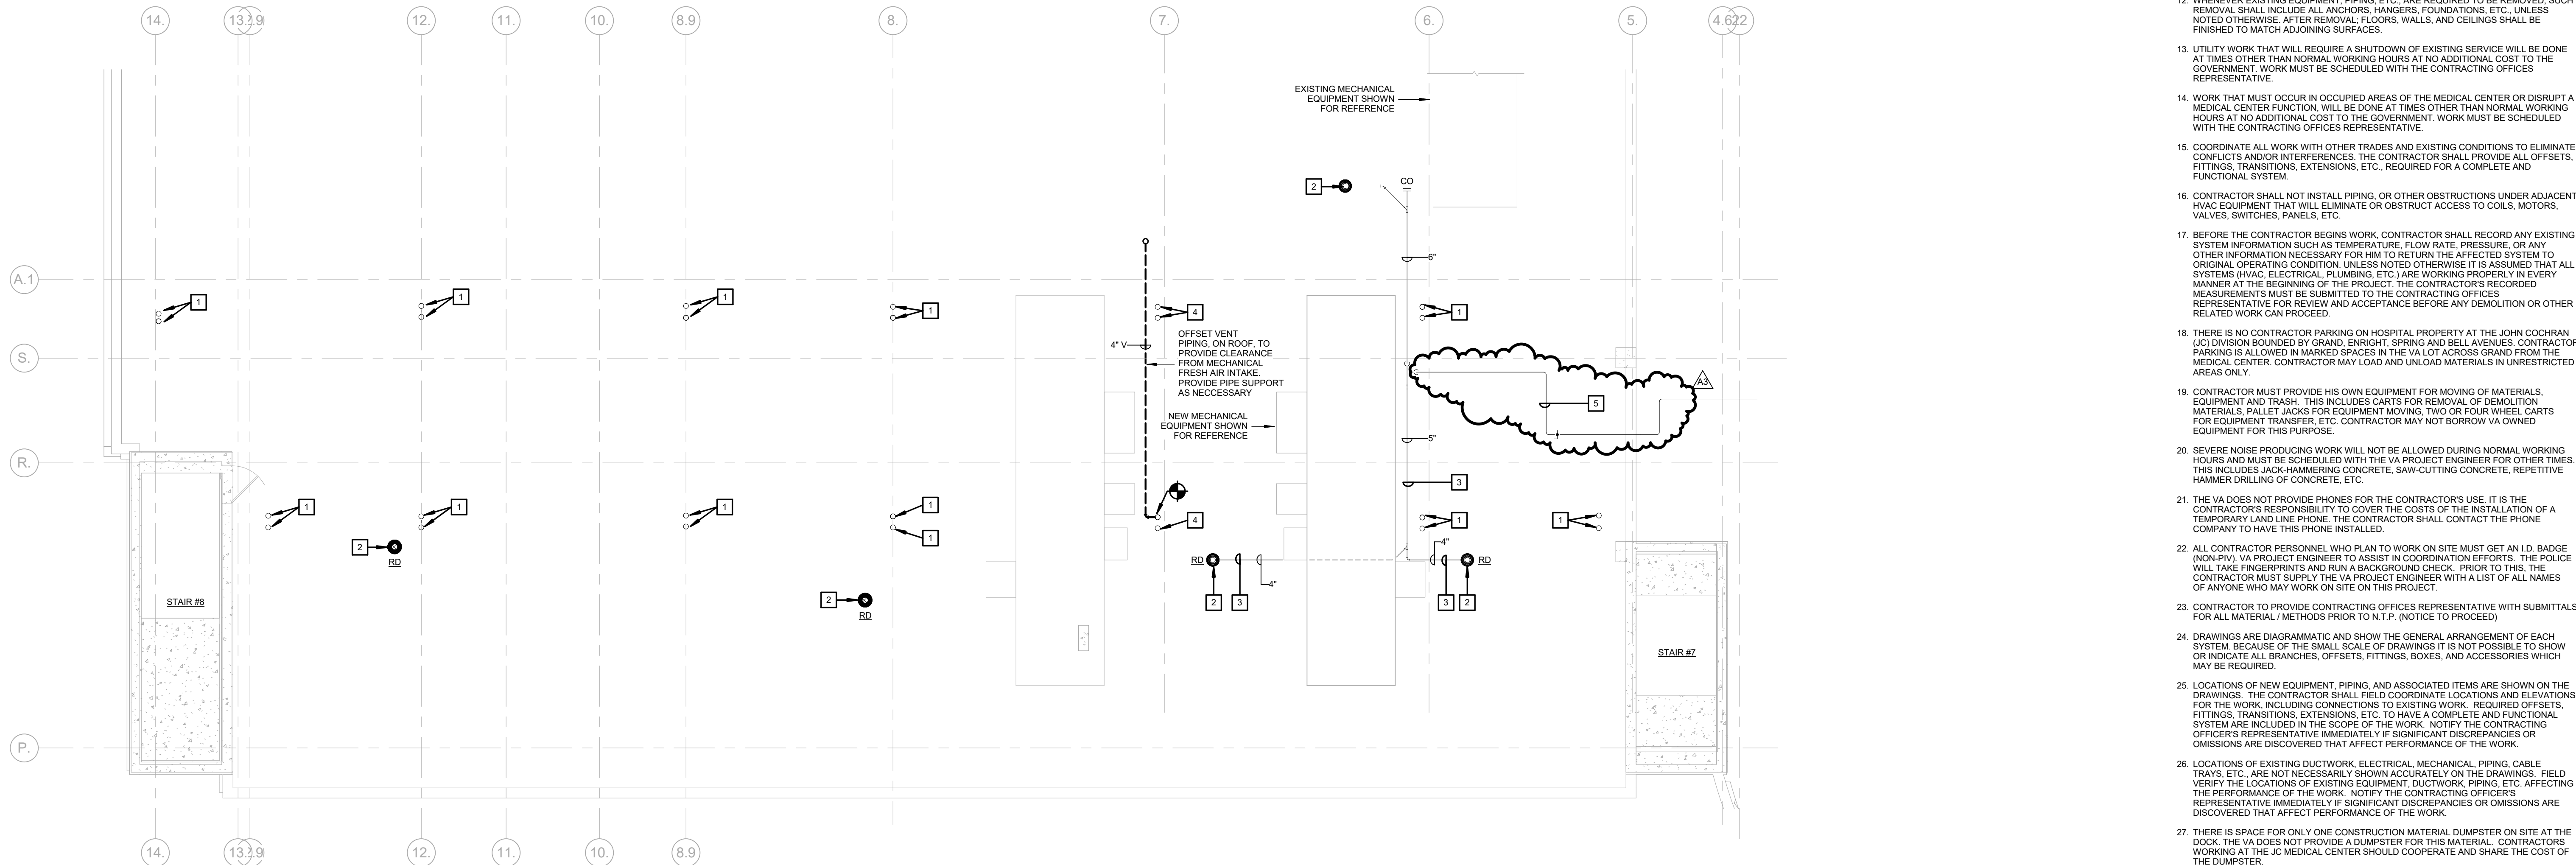 14.
12.
11.
10.
8.9
8.
7.
6.
5.
EXISTING MECHANICAL
EQUIPMENT SHOWN
FOR REFERENCE
2
CO
6"
A.1
1
1
1
1
4
1
OFFSET VENT
PIPING, ON ROOF, TO
PROVIDE CLEARANCE
FROM MECHANICAL
FRESH AIR INTAKE.
PROVIDE PIPE SUPPORT
AS NECCESSARY
4" V
S.
A3
5
NEW MECHANICAL
EQUIPMENT SHOWN
FOR REFERENCE
5"
R.
3
1
1
1
1
1
4
1
1
2
RD
4"
RD
4"
RD
2
3
3
2
STAIR #8
2
RD
STAIR #7
P.
14.
12.
11.
10.
8.9
12. WHENEVER EXISTING EQUIPMENT, PIPING, ETC., ARE REQUIRED TO BE REMOVED, SUCH
REMOVAL SHALL INCLUDE ALL ANCHORS, HANGERS, FOUNDATIONS, ETC., UNLESS
NOTED OTHERWISE. AFTER REMOVAL; FLOORS, WALLS, AND CEILINGS SHALL BE
FINISHED TO MATCH ADJOINING SURFACES.
13. UTILITY WORK THAT WILL REQUIRE A SHUTDOWN OF EXISTING SERVICE WILL BE DONE
AT TIMES OTHER THAN NORMAL WORKING HOURS AT NO ADDITIONAL COST TO THE
GOVERNMENT. WORK MUST BE SCHEDULED WITH THE CONTRACTING OFFICES
REPRESENTATIVE.
14. WORK THAT MUST OCCUR IN OCCUPIED AREAS OF THE MEDICAL CENTER OR DISRUPT A
MEDICAL CENTER FUNCTION, WILL BE DONE AT TIMES OTHER THAN NORMAL WORKING
HOURS AT NO ADDITIONAL COST TO THE GOVERNMENT. WORK MUST BE SCHEDULED
WITH THE CONTRACTING OFFICES REPRESENTATIVE.
15. COORDINATE ALL WORK WITH OTHER TRADES AND EXISTING CONDITIONS TO ELIMINATE
CONFLICTS AND/OR INTERFERENCES. THE CONTRACTOR SHALL PROVIDE ALL OFFSETS,
FITTINGS, TRANSITIONS, EXTENSIONS, ETC., REQUIRED FOR A COMPLETE AND
FUNCTIONAL SYSTEM.
16. CONTRACTOR SHALL NOT INSTALL PIPING, OR OTHER OBSTRUCTIONS UNDER ADJACENT
HVAC EQUIPMENT THAT WILL ELIMINATE OR OBSTRUCT ACCESS TO COILS, MOTORS,
VALVES, SWITCHES, PANELS, ETC.
17. BEFORE THE CONTRACTOR BEGINS WORK, CONTRACTOR SHALL RECORD ANY EXISTING
SYSTEM INFORMATION SUCH AS TEMPERATURE, FLOW RATE, PRESSURE, OR ANY
OTHER INFORMATION NECESSARY FOR HIM TO RETURN THE AFFECTED SYSTEM TO
ORIGINAL OPERATING CONDITION. UNLESS NOTED OTHERWISE IT IS ASSUMED THAT ALL
SYSTEMS (HVAC, ELECTRICAL, PLUMBING, ETC.) ARE WORKING PROPERLY IN EVERY
MANNER AT THE BEGINNING OF THE PROJECT. THE CONTRACTOR'S RECORDED
MEASUREMENTS MUST BE SUBMITTED TO THE CONTRACTING OFFICES
REPRESENTATIVE FOR REVIEW AND ACCEPTANCE BEFORE ANY DEMOLITION OR OTHER
RELATED WORK CAN PROCEED.
18. THERE IS NO CONTRACTOR PARKING ON HOSPITAL PROPERTY AT THE JOHN COCHRAN
(JC) DIVISION BOUNDED BY GRAND, ENRIGHT, SPRING AND BELL AVENUES. CONTRACTOR
PARKING IS ALLOWED IN MARKED SPACES IN THE VA LOT ACROSS GRAND FROM THE
MEDICAL CENTER. CONTRACTOR MAY LOAD AND UNLOAD MATERIALS IN UNRESTRICTED
AREAS ONLY.
19. CONTRACTOR MUST PROVIDE HIS OWN EQUIPMENT FOR MOVING OF MATERIALS,
EQUIPMENT AND TRASH. THIS INCLUDES CARTS FOR REMOVAL OF DEMOLITION
MATERIALS, PALLET JACKS FOR EQUIPMENT MOVING, TWO OR FOUR WHEEL CARTS
FOR EQUIPMENT TRANSFER, ETC. CONTRACTOR MAY NOT BORROW VA OWNED
EQUIPMENT FOR THIS PURPOSE.
20. SEVERE NOISE PRODUCING WORK WILL NOT BE ALLOWED DURING NORMAL WORKING
HOURS AND MUST BE SCHEDULED WITH THE VA PROJECT ENGINEER FOR OTHER TIMES.
THIS INCLUDES JACK-HAMMERING CONCRETE, SAW-CUTTING CONCRETE, REPETITIVE
HAMMER DRILLING OF CONCRETE, ETC.
21. THE VA DOES NOT PROVIDE PHONES FOR THE CONTRACTOR'S USE. IT IS THE
CONTRACTOR'S RESPONSIBILITY TO COVER THE COSTS OF THE INSTALLATION OF A
TEMPORARY LAND LINE PHONE. THE CONTRACTOR SHALL CONTACT THE PHONE
COMPANY TO HAVE THIS PHONE INSTALLED.
22. ALL CONTRACTOR PERSONNEL WHO PLAN TO WORK ON SITE MUST GET AN I.D. BADGE
(NON-PIV). VA PROJECT ENGINEER TO ASSIST IN COORDINATION EFFORTS. THE POLICE
WILL TAKE FINGERPRINTS AND RUN A BACKGROUND CHECK. PRIOR TO THIS, THE
CONTRACTOR MUST SUPPLY THE VA PROJECT ENGINEER WITH A LIST OF ALL NAMES
OF ANYONE WHO MAY WORK ON SITE ON THIS PROJECT.
23. CONTRACTOR TO PROVIDE CONTRACTING OFFICES REPRESENTATIVE WITH SUBMITTALS
FOR ALL MATERIAL / METHODS PRIOR TO N.T.P. (NOTICE TO PROCEED)
24. DRAWINGS ARE DIAGRAMMATIC AND SHOW THE GENERAL ARRANGEMENT OF EACH
SYSTEM. BECAUSE OF THE SMALL SCALE OF DRAWINGS IT IS NOT POSSIBLE TO SHOW
OR INDICATE ALL BRANCHES, OFFSETS, FITTINGS, BOXES, AND ACCESSORIES WHICH
MAY BE REQUIRED.
25. LOCATIONS OF NEW EQUIPMENT, PIPING, AND ASSOCIATED ITEMS ARE SHOWN ON THE
DRAWINGS. THE CONTRACTOR SHALL FIELD COORDINATE LOCATIONS AND ELEVATIONS
FOR THE WORK, INCLUDING CONNECTIONS TO EXISTING WORK. REQUIRED OFFSETS,
FITTINGS, TRANSITIONS, EXTENSIONS, ETC. TO HAVE A COMPLETE AND FUNCTIONAL
SYSTEM ARE INCLUDED IN THE SCOPE OF THE WORK. NOTIFY THE CONTRACTING
OFFICER'S REPRESENTATIVE IMMEDIATELY IF SIGNIFICANT DISCREPANCIES OR
OMISSIONS ARE DISCOVERED THAT AFFECT PERFORMANCE OF THE WORK.
26. LOCATIONS OF EXISTING DUCTWORK, ELECTRICAL, MECHANICAL, PIPING, CABLE
TRAYS, ETC., ARE NOT NECESSARILY SHOWN ACCURATELY ON THE DRAWINGS. FIELD
VERIFY THE LOCATIONS OF EXISTING EQUIPMENT, DUCTWORK, PIPING, ETC. AFFECTING
THE PERFORMANCE OF THE WORK. NOTIFY THE CONTRACTING OFFICER'S
REPRESENTATIVE IMMEDIATELY IF SIGNIFICANT DISCREPANCIES OR OMISSIONS ARE
DISCOVERED THAT AFFECT PERFORMANCE OF THE WORK.
27. THERE IS SPACE FOR ONLY ONE CONSTRUCTION MATERIAL DUMPSTER ON SITE AT THE
DOCK. THE VA DOES NOT PROVIDE A DUMPSTER FOR THIS MATERIAL. CONTRACTORS
WORKING AT THE JC MEDICAL CENTER SHOULD COOPERATE AND SHARE THE COST OF
THE DUMPSTER.